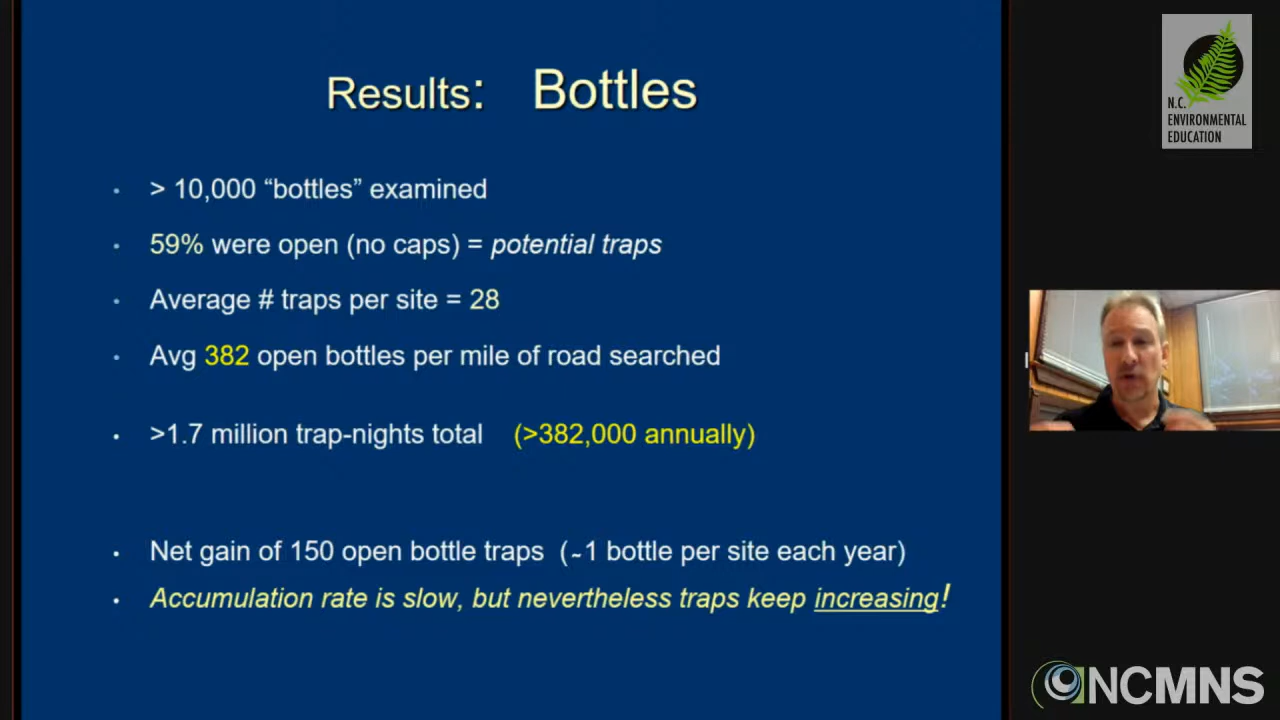 Results: Bottles
> 10,000 “bottles” examined
59% were open (no caps) = potential traps
Average # traps per site = 28
Avg 382 open bottles per mile of road searched
>1.7 million trap-nights total (>382,000 annually)
Net gain of 150 open bottle traps (~1 bottle per site each year)
Accumulation rate is slow, but nevertheless traps keep increasing!
N.C.
ENVIRONMENTAL
EDUCATION
NCMNS